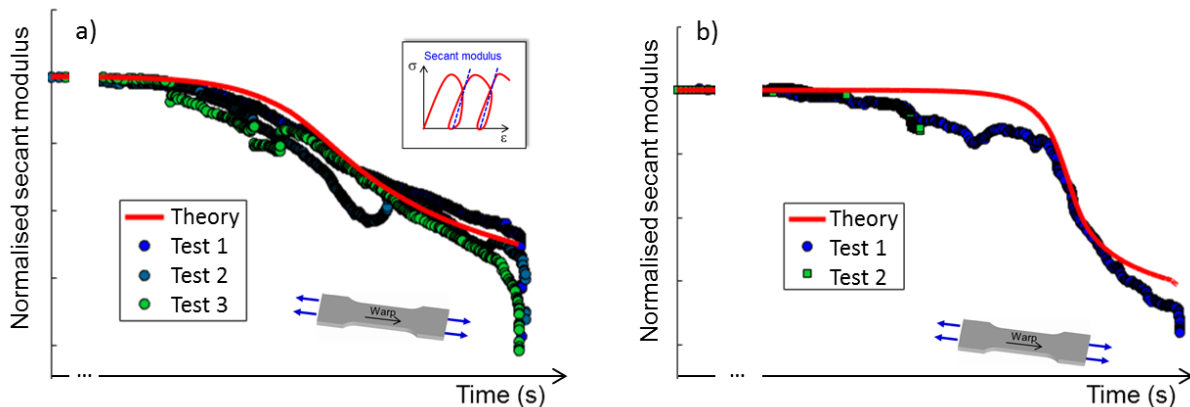 a)
Normalised secant modulus
Secant modulus
σ
ε
Theory
Test 1
Test 2
Test 3
Warp
...
Time (s)
b)
Normalised secant modulus
Theory
Test 1
Test 2
Warp
...
Time (s)